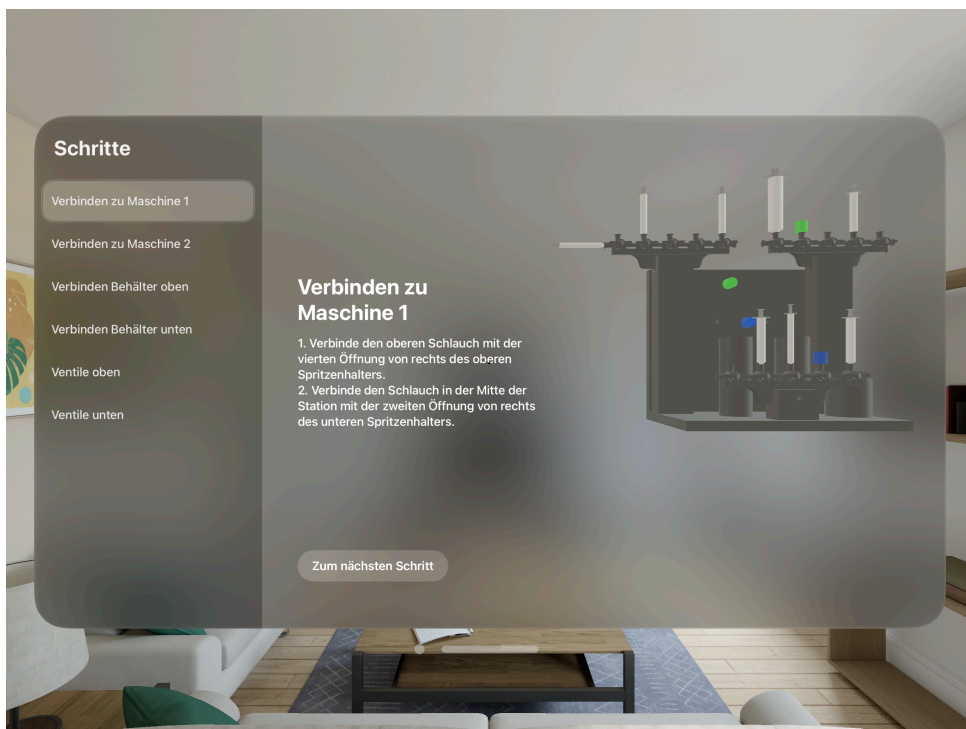 Schritte
Verbinden zu Maschine 1
Verbinden zu Maschine 2
Verbinden Behälter oben
Verbinden Behälter unten
Ventile oben
Ventile unten
Verbinden zu
Maschine 1
1. Verbinde den oberen Schlauch mit der
vierten Öffnung von rechts des oberen
Spritzenhalters.
2. Verbinde den Schlauch in der Mitte der
Station mit der zweiten Öffnung von rechts
des unteren Spritzenhalters.
Zum nächsten Schritt